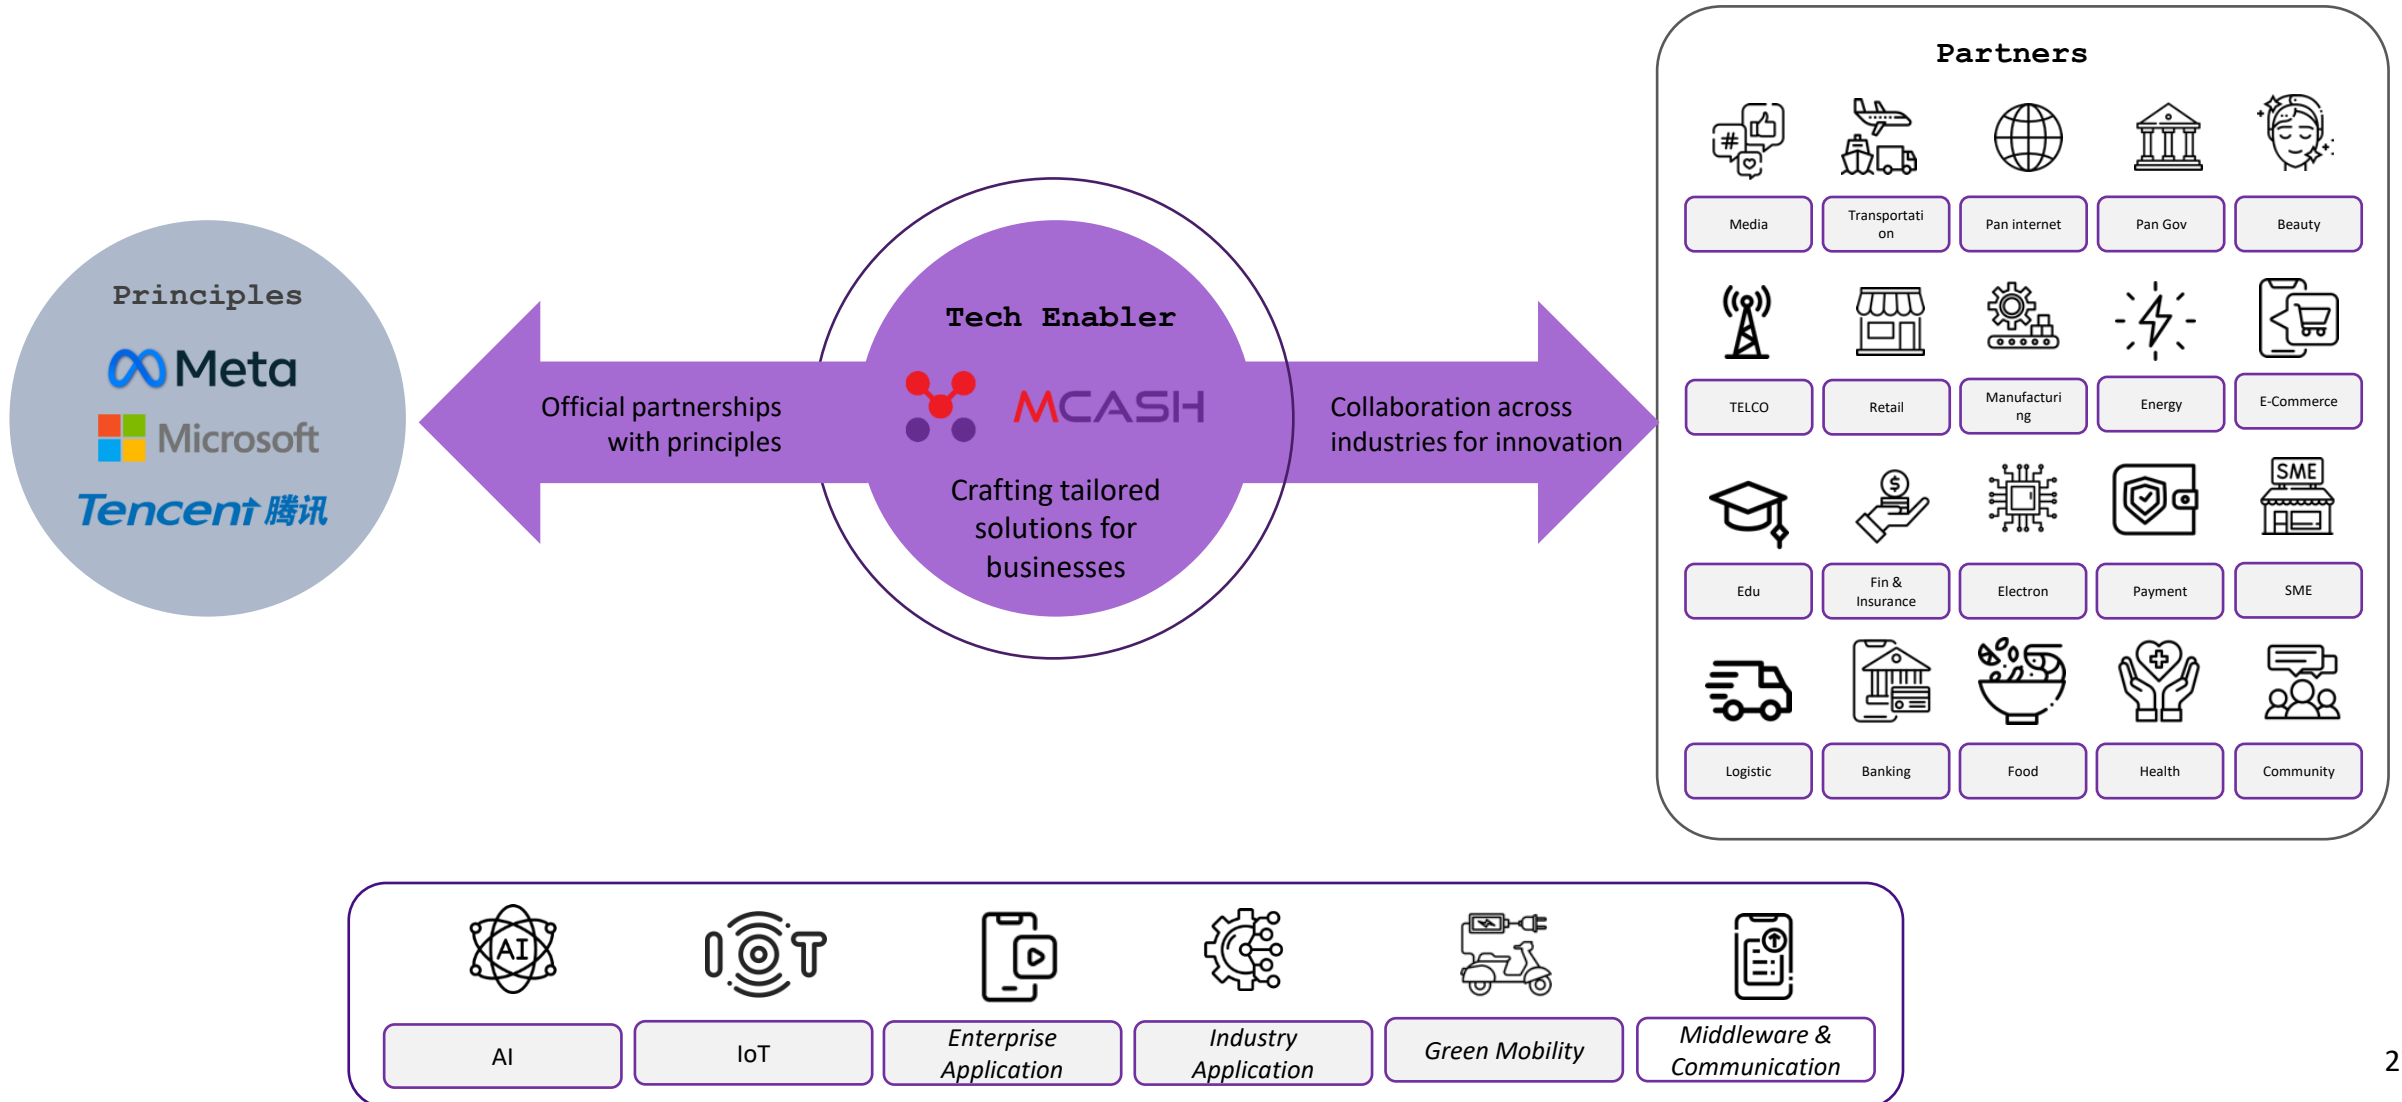 Principles
Meta
Microsoft
Tencent 腾讯
Official partnerships
with principles
Tech Enabler
MCASH
Crafting tailored
solutions for
businesses
Collaboration across
industries for innovation
Partners
#
Media
Transportati
on
Pan internet
Pan Gov
Beauty
TELCO
Retail
Manufacturi
ng
Energy
E-Commerce
$
SME
Edu
Fin &
Insurance
Electron
Payment
SME
Logistic
Banking
Food
Health
Community
AI
IOT
AI
IoT
Enterprise
Application
Industry
Application
Green Mobility
Middleware &
Communication
2